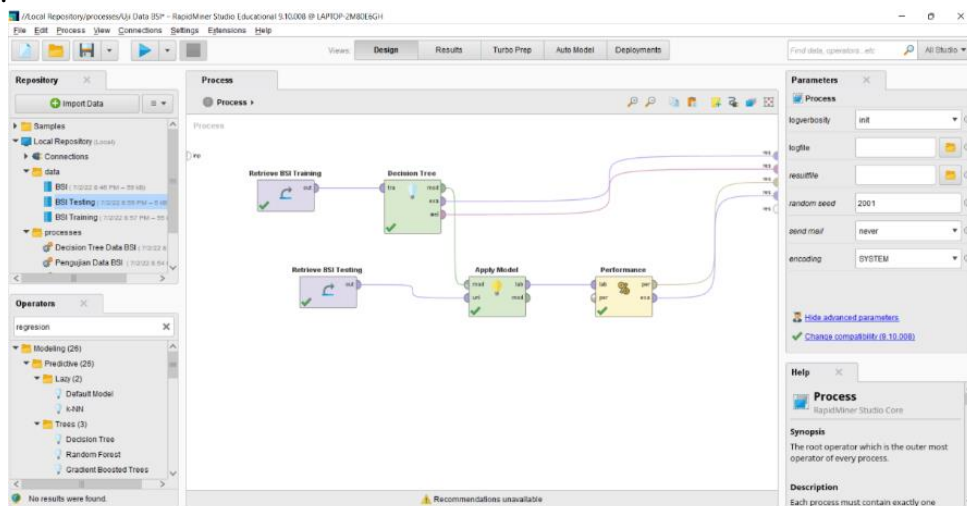 //Local Repository/processes/Uji Data BSI* – RapidMiner Studio Educational 9.10.008 @ LAPTOP-2M80E6GH
File Edit Process View Connections Settings Extensions Help
Views: Design Results Turbo Prep Auto Model Deployments
Find data, operators...etc All Studio
Repository
Import Data
Samples
Local Repository (Local)
Connections
data
BSI
BSI Testing
BSI Training
processes
Decision Tree Data BSI
Pengujian Data BSI
Operators
regresion
Modeling (26)
Predictive (26)
Lazy (2)
Default Model
k-NN
Trees (3)
Decision Tree
Random Forest
Gradient Boosted Trees
No results were found.
Process
Process
Process
inp
Retrieve BSI Training
out
Decision Tree
tra mod
exa
wei
Retrieve BSI Testing
out
Apply Model
mod lab
unl mod
Performance
lab per
per exa
res
res
res
res
res
Recommendations unavailable
Parameters
Process
logverbosity init
logfile
resultfile
random seed 2001
send mail never
encoding SYSTEM
Hide advanced parameters
Change compatibility (9.10.008)
Help
Process
RapidMiner Studio Core
Synopsis
The root operator which is the outer most
operator of every process.
Description
Each process must contain exactly one